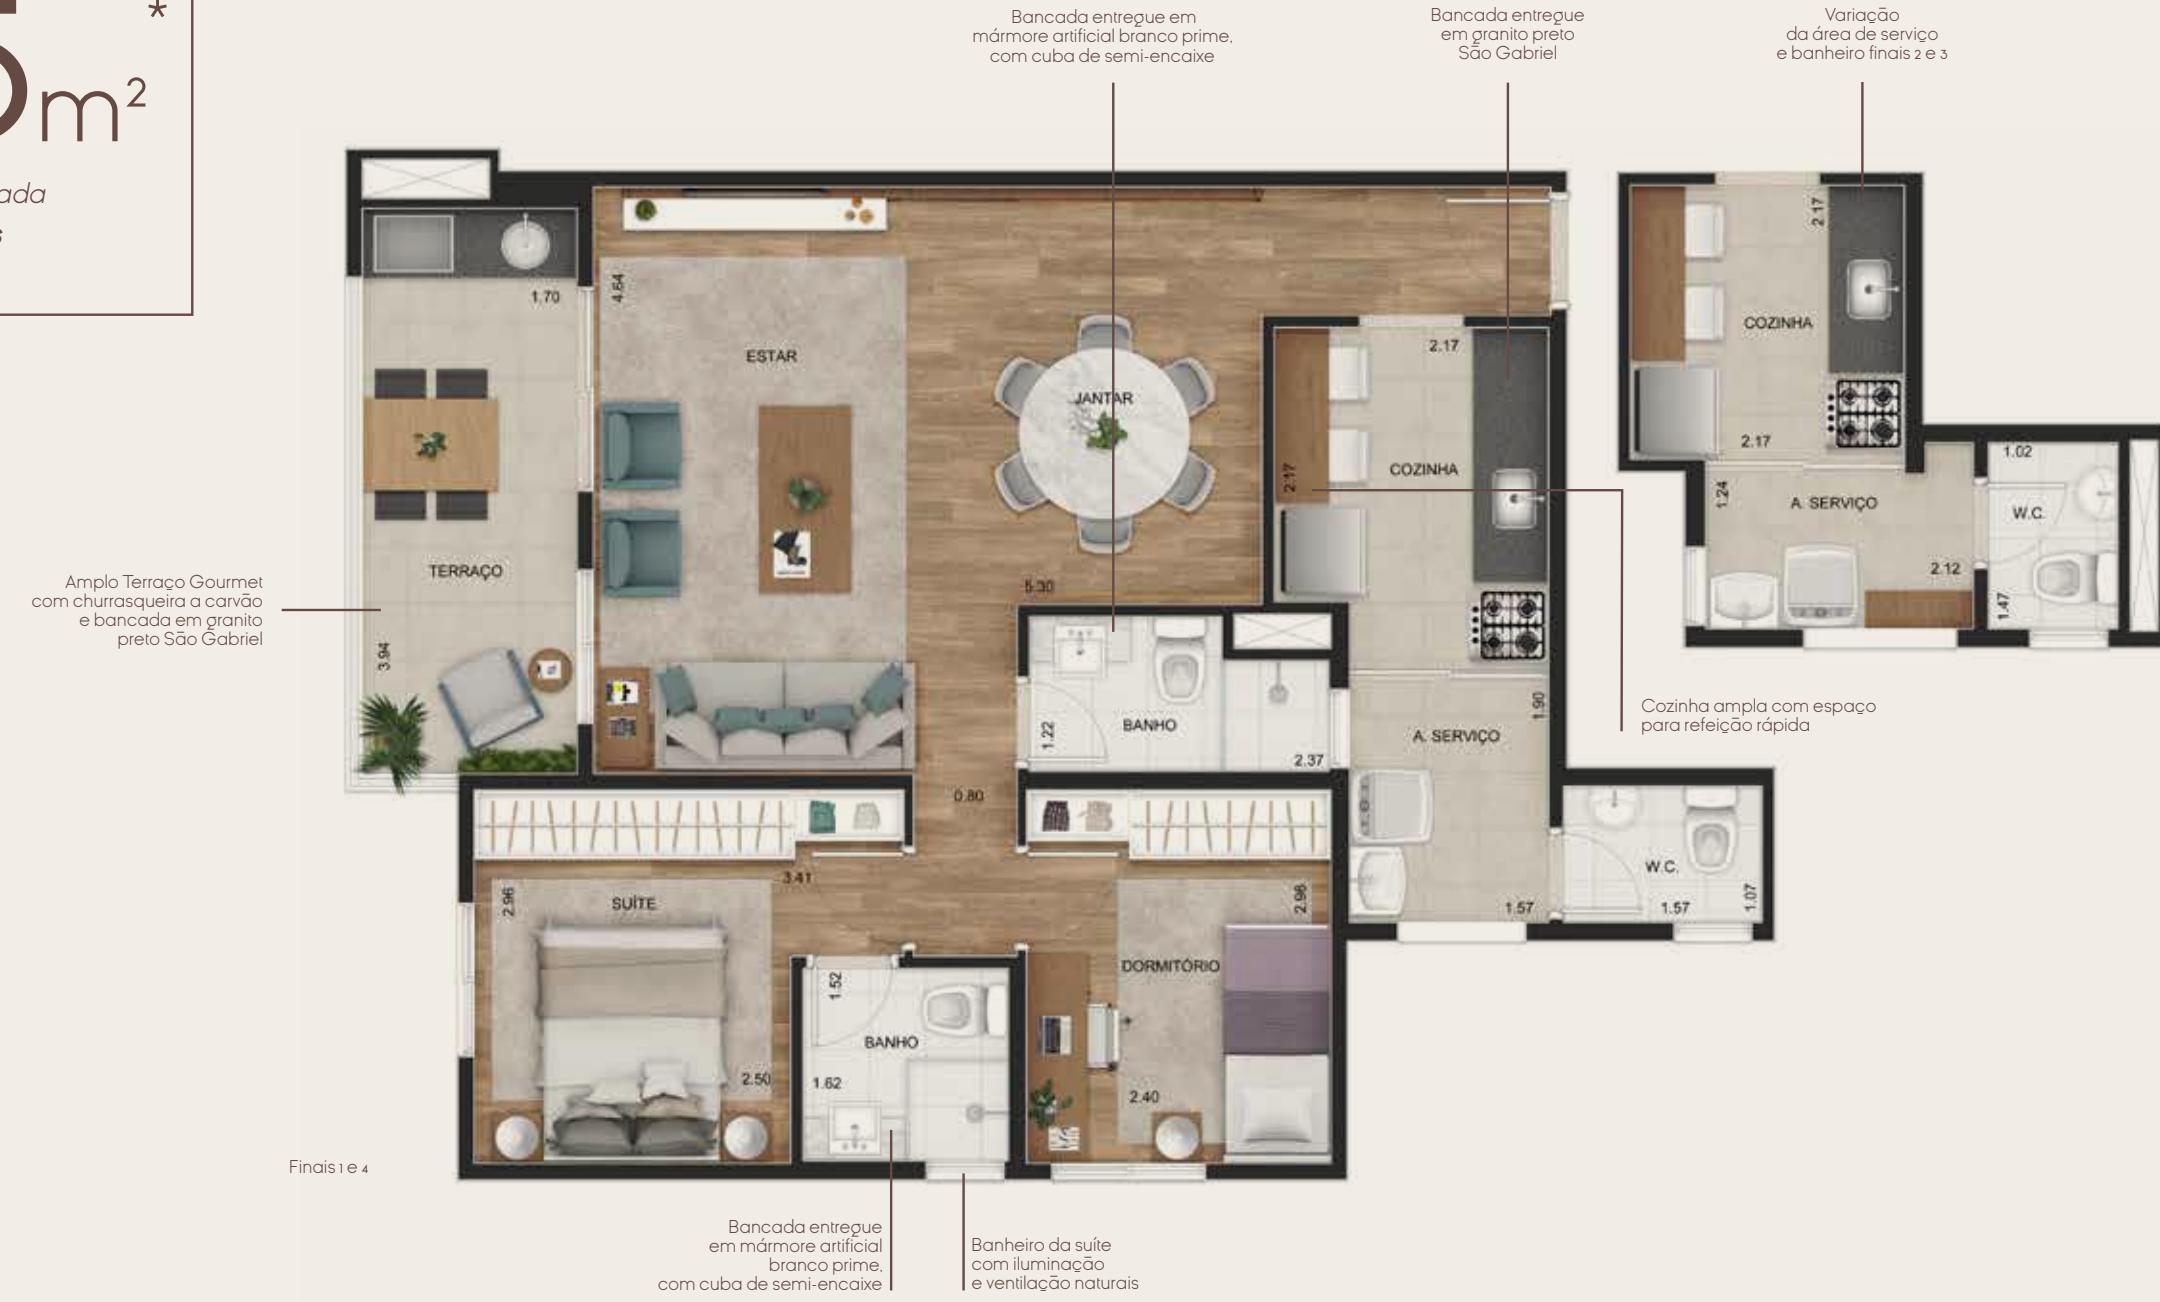 *
m²
Bancada entregue em
mármore artificial branco prime,
com cuba de semi-encaixe
Bancada entregue
em granito preto
São Gabriel
Variação
da área de serviço
e banheiro finais 2 e 3
1.70
4.64
ESTAR
JANTAR
5.30
2.17
COZINHA
2.17
2.17
COZINHA
2.17
1.02
1.24
A. SERVIÇO
W.C.
2.12
1.47
Amplo Terraço Gourmet
com churrasqueira a carvão
e bancada em granito
preto São Gabriel
TERRAÇO
3.94
1.22
BANHO
2.37
1.90
A. SERVIÇO
Cozinha ampla com espaço
para refeição rápida
0.80
W.C.
1.57
1.57
1.07
3.41
2.96
SUÍTE
2.50
1.52
BANHO
1.62
2.96
DORMITÓRIO
2.40
Finais 1 e 4
Bancada entregue
em mármore artificial
branco prime,
com cuba de semi-encaixe
Banheiro da suíte
com iluminação
e ventilação naturais